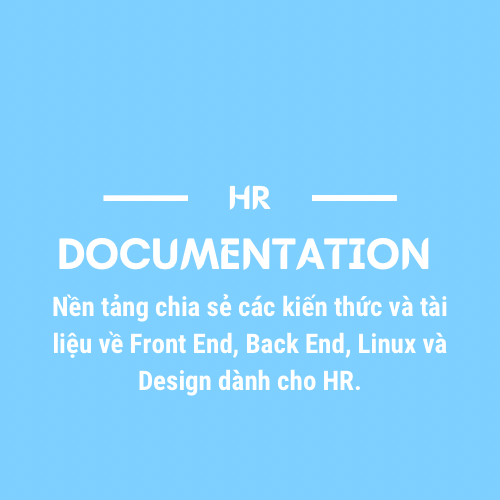 HR
DOCUMENTATION
Nền tảng chia sẻ các kiến thức và tài
liệu về Front End, Back End, Linux và
Design dành cho HR.